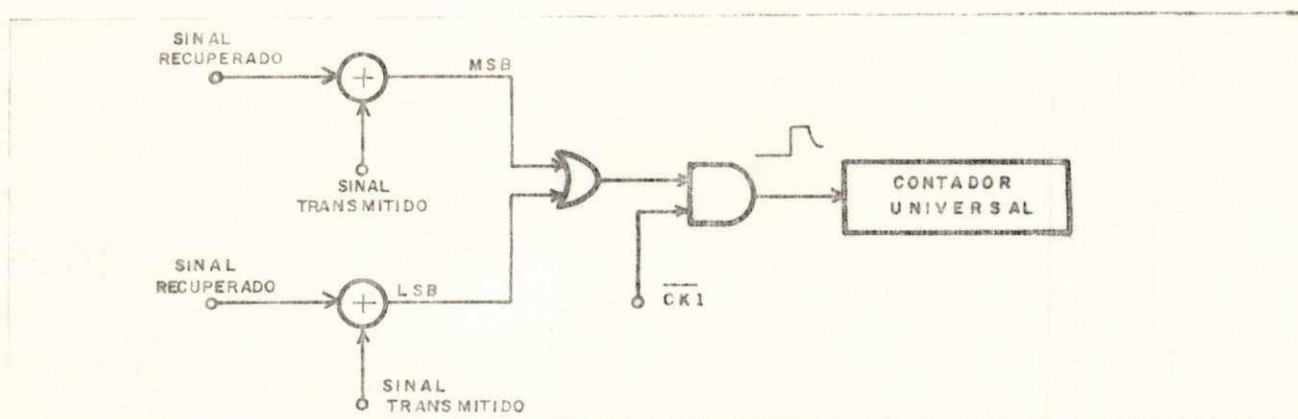 SINAL
RECUPERADO
MSB
SINAL
TRANSMITIDO
CONTADOR
UNIVERSAL
SINAL
RECUPERADO
LSB
CK1
SINAL
TRANSMITIDO